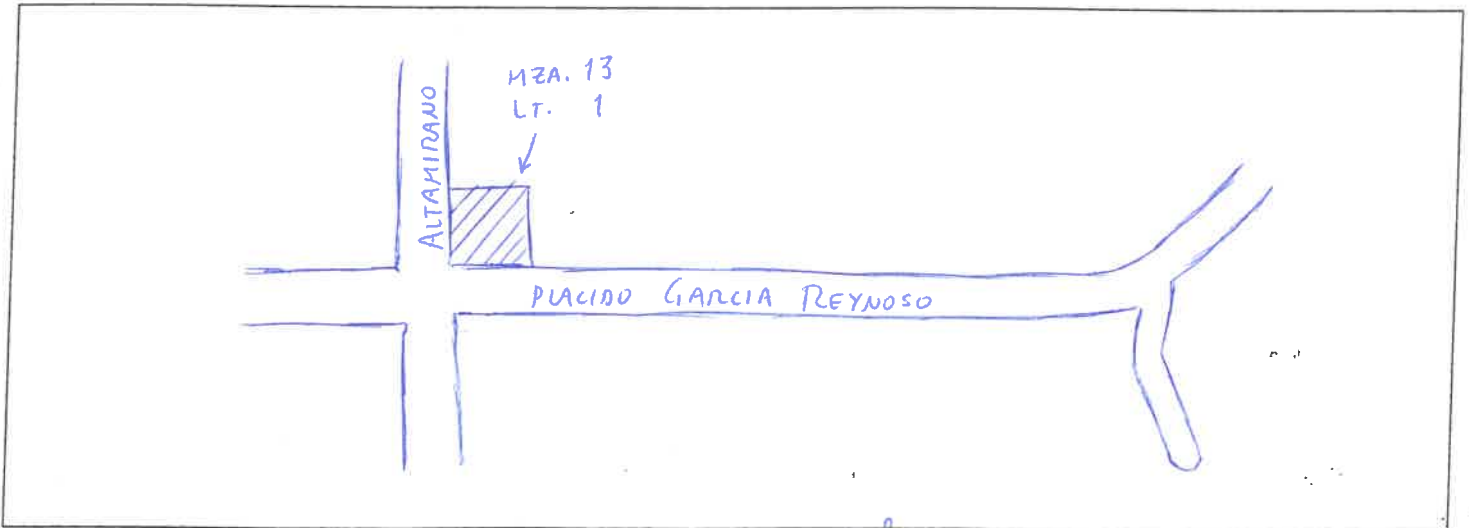 MZA. 13
LT. 1
ALTAMIRANO
PLACIDO GARCIA REYNOSO